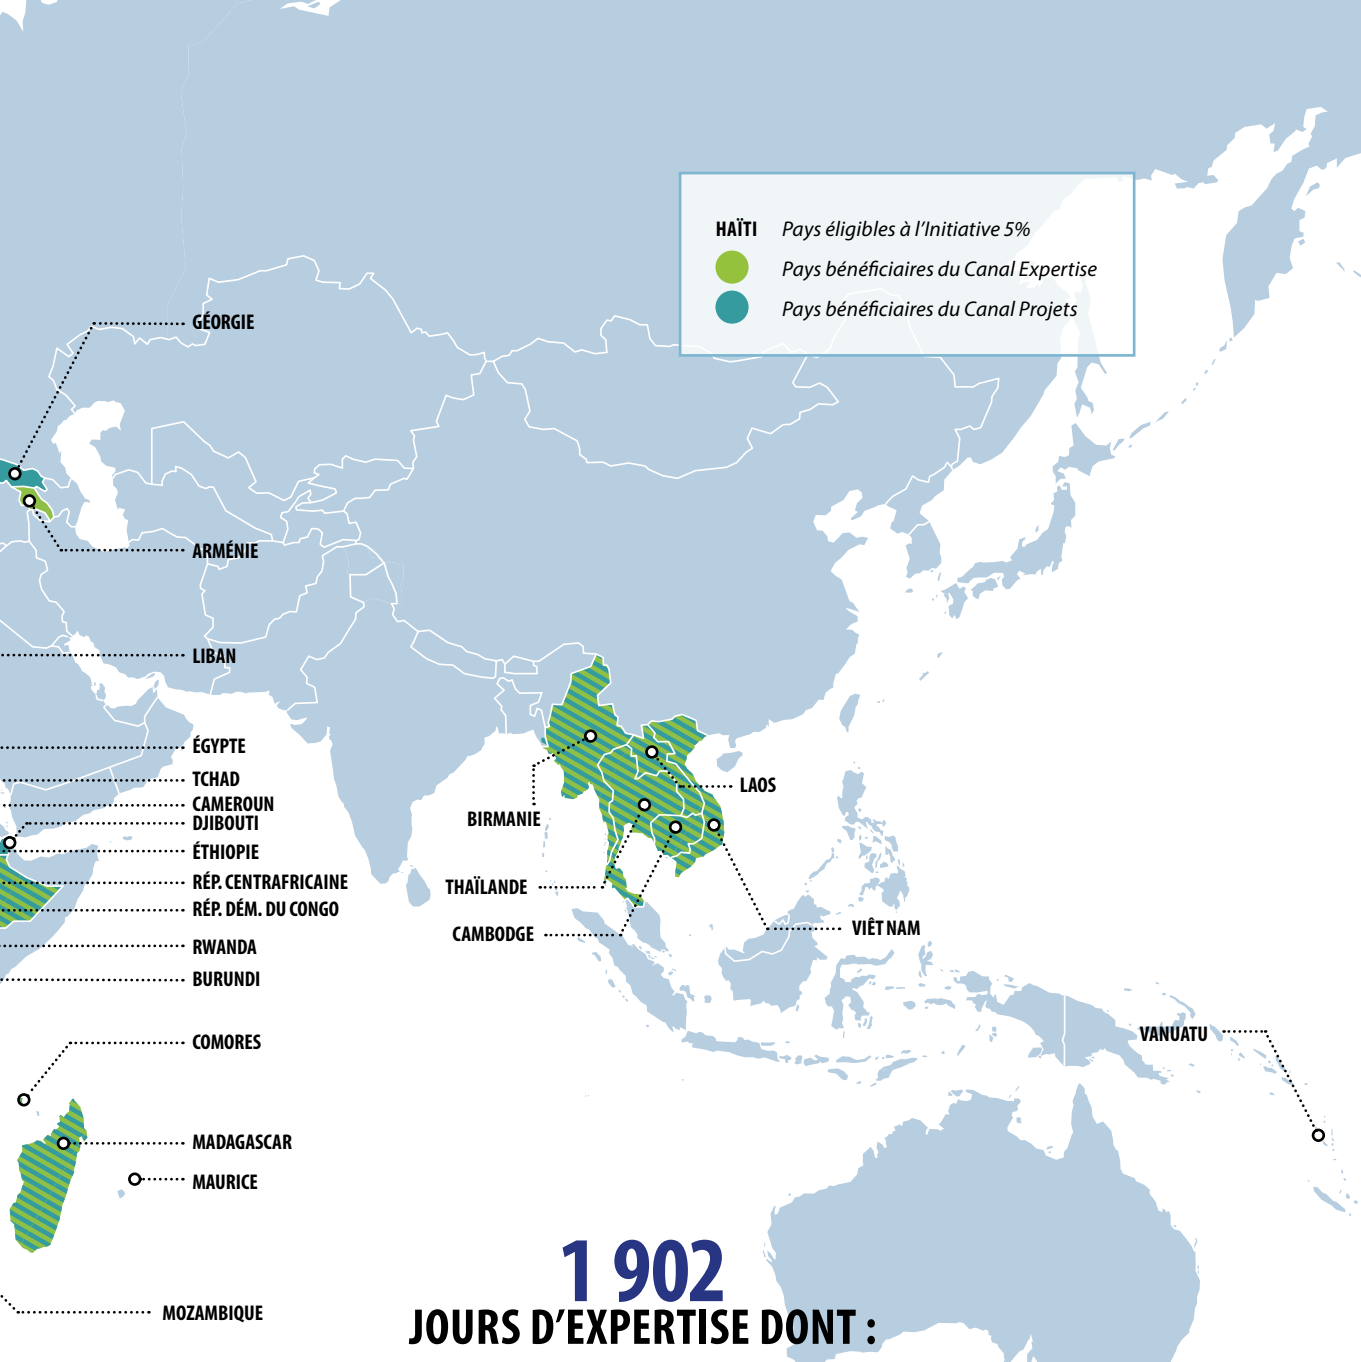 HAÏTI Pays éligibles à l'Initiative 5%
Pays bénéficiaires du Canal Expertise
Pays bénéficiaires du Canal Projets
GÉORGIE
ARMÉNIE
LIBAN
ÉGYPTE
TCHAD
CAMEROUN
DJIBOUTI
ÉTHIOPIE
RÉP. CENTRAFRICAINE
RÉP. DÉM. DU CONGO
RWANDA
BURUNDI
COMORES
MADAGASCAR
MAURICE
MOZAMBIQUE
LAOS
BIRMANIE
THAÏLANDE
CAMBODGE
VIÊT NAM
VANUATU
1 902
JOURS D'EXPERTISE DONT :